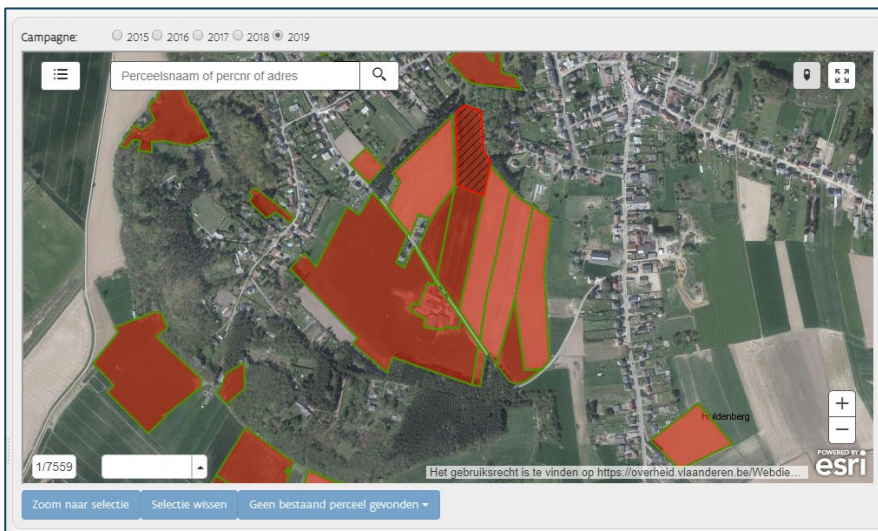 Campagne: 2015 2016 2017 2018 2019
Perceelsnaam of percnr of adres
+
−
1/7559
Het gebruiksrecht is te vinden op https://overheid.vlaanderen.be/Webdie...
POWERED BY
esri
Zoom naar selectie Selectie wissen Geen bestaand perceel gevonden